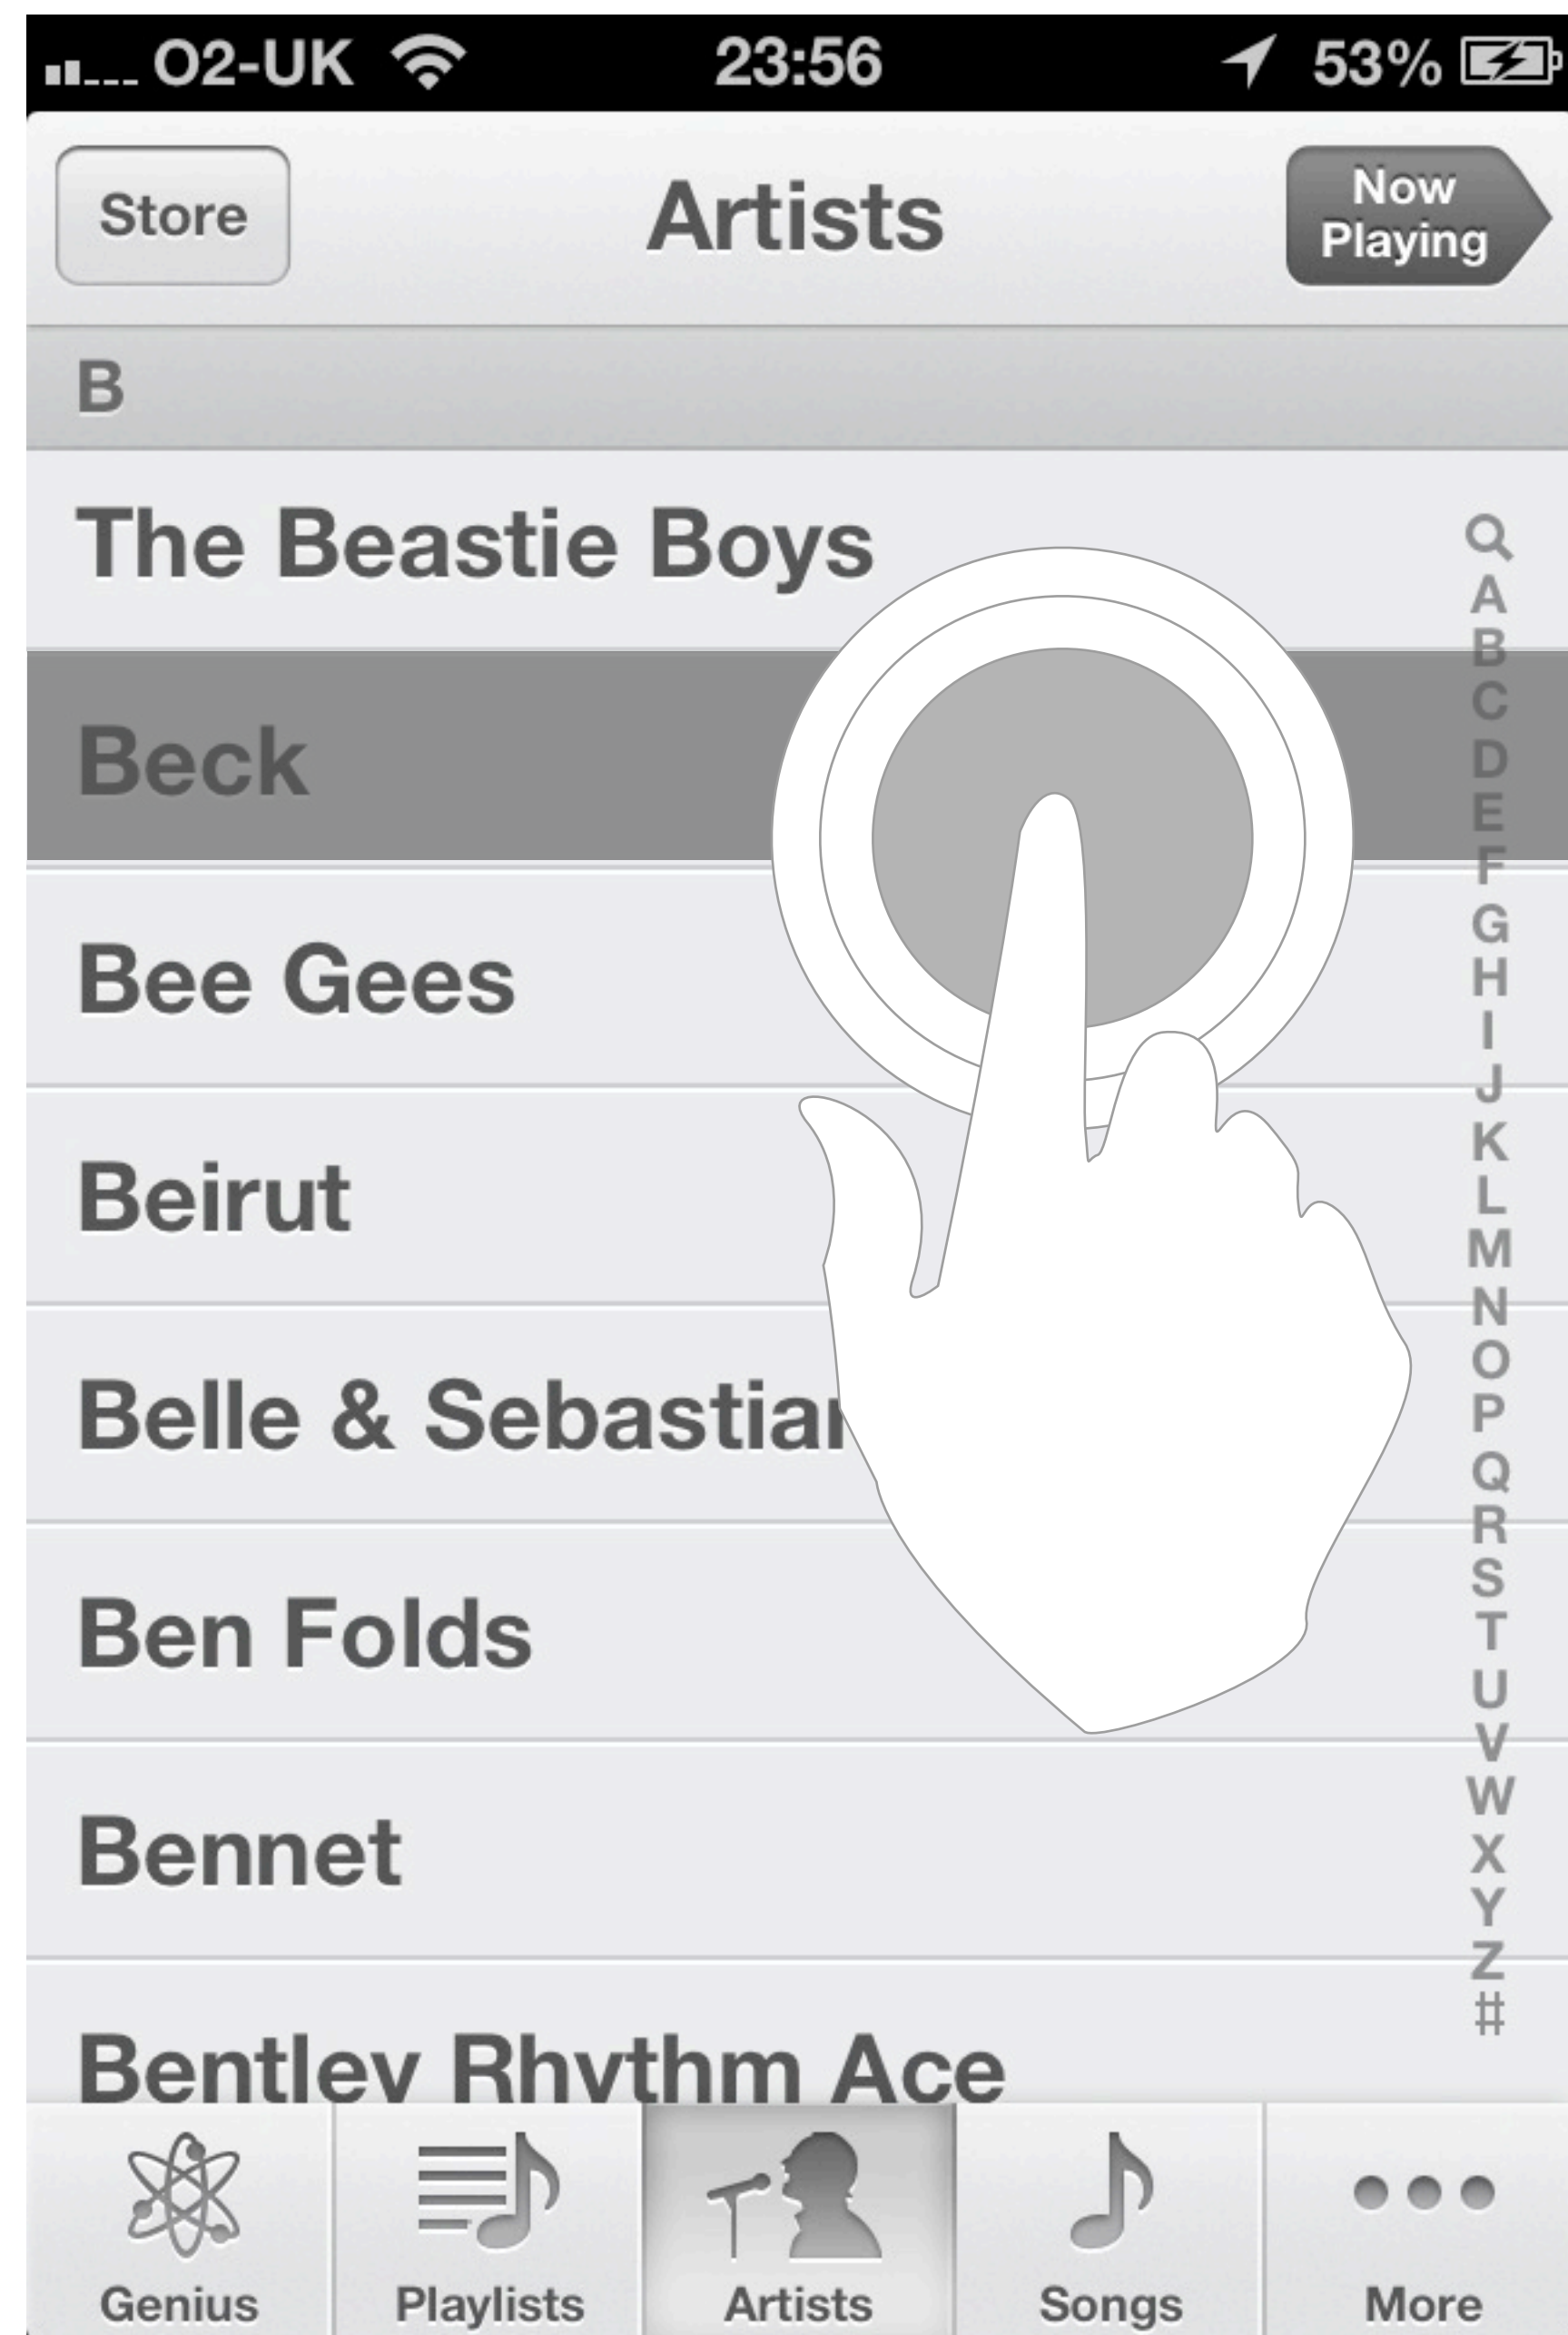 O2-UK 23:56 53%
Store Artists Now
Playing
B
The Beastie Boys
Beck
Bee Gees
Beirut
Belle & Sebastian
Ben Folds
Bennet
Bentley Rhythm Ace
A
B
C
D
E
F
G
H
I
J
K
L
M
N
O
P
Q
R
S
T
U
V
W
X
Y
Z
#
Genius Playlists Artists Songs More